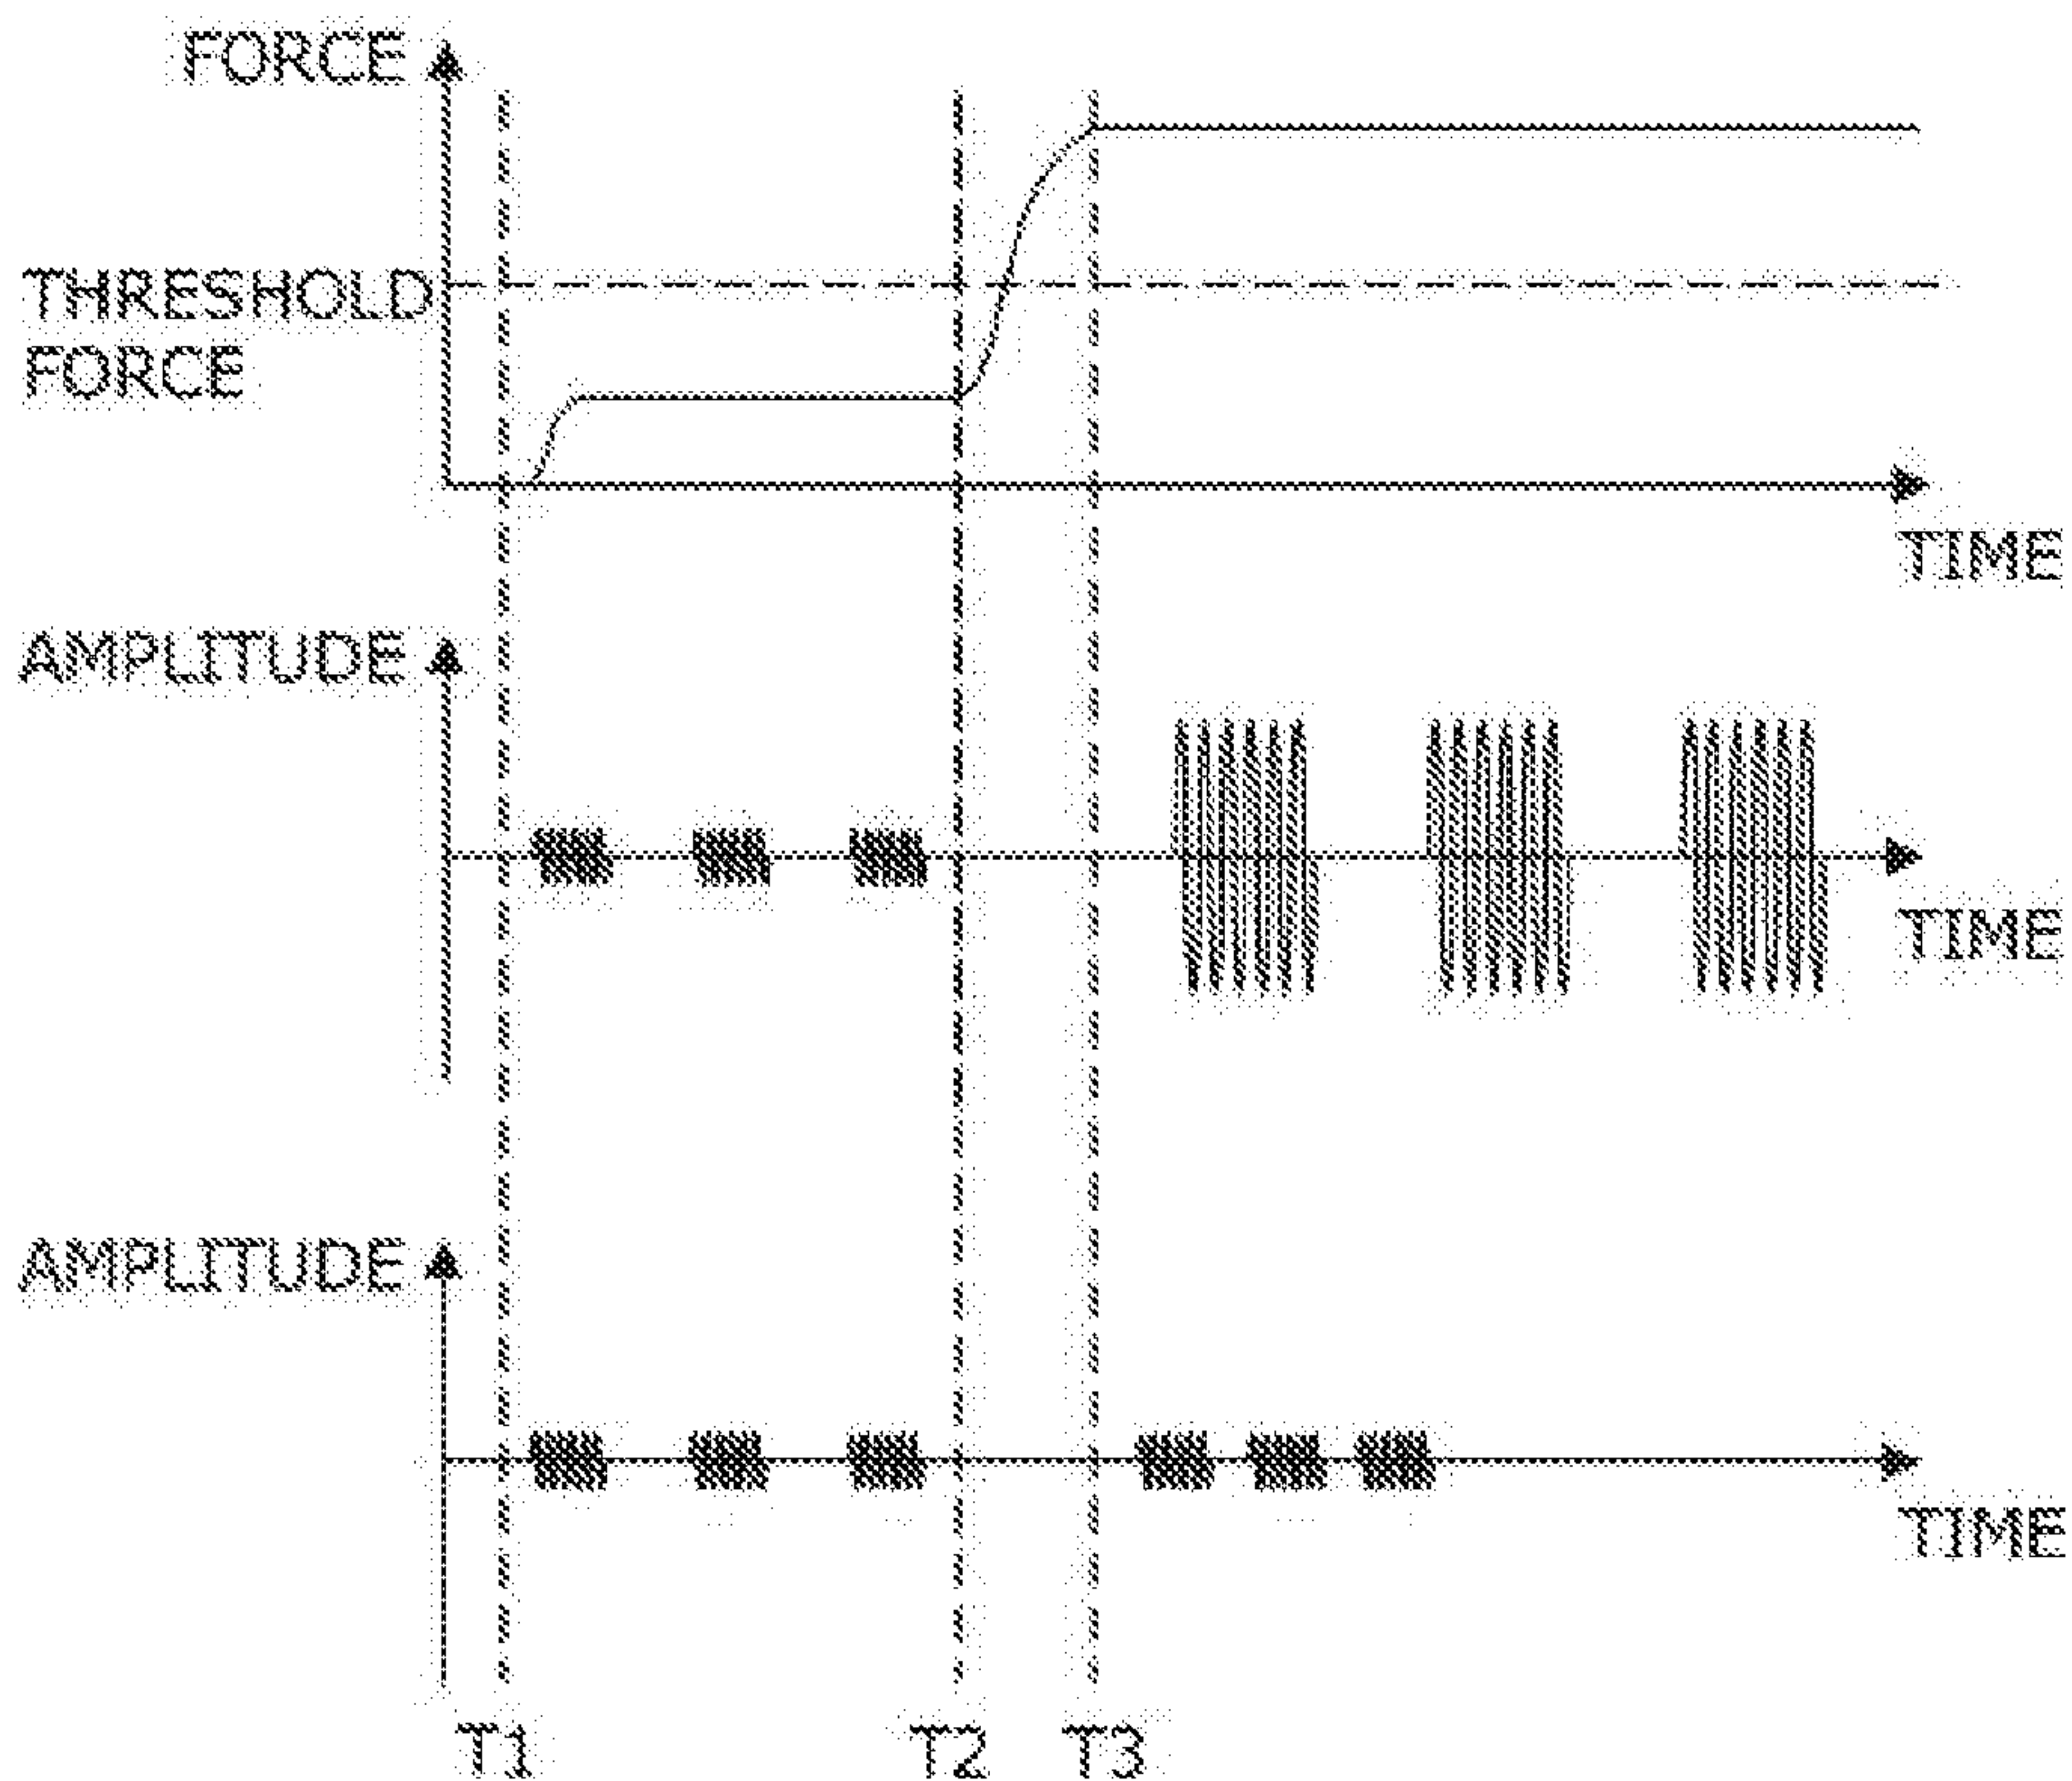 FORCE
THRESHOLD
FORCE
TIME
AMPLITUDE
TIME
AMPLITUDE
TIME
T1 T2 T3